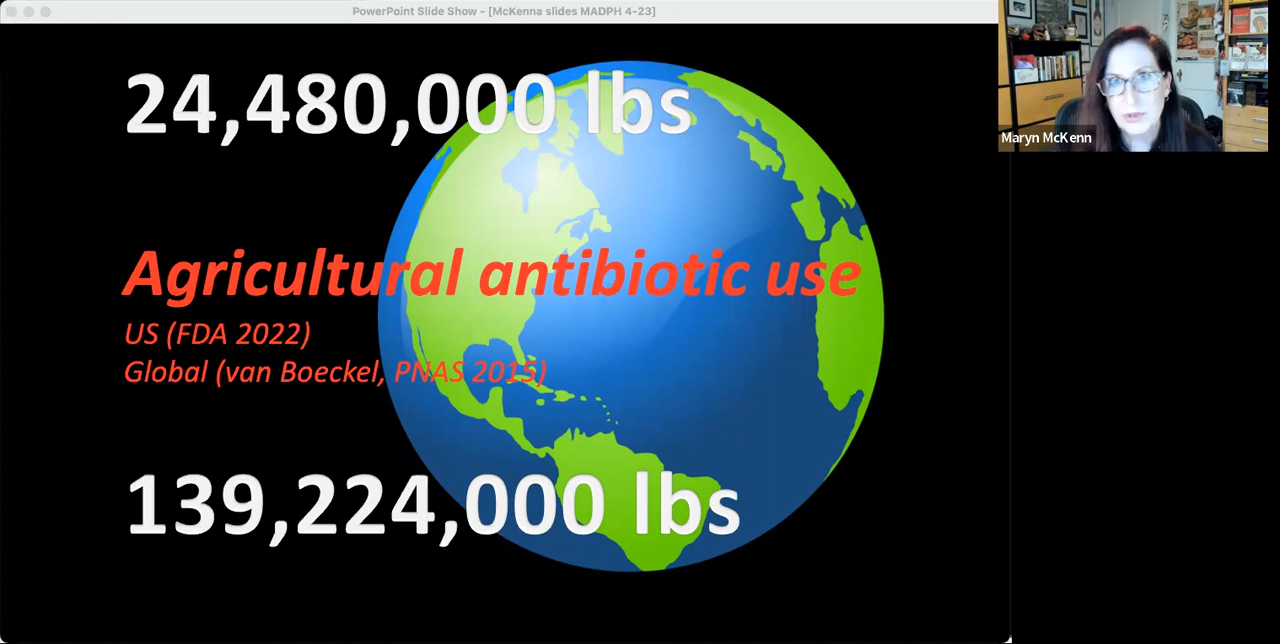 PowerPoint Slide Show - [McKenna slides MADPH 4-23]
24,480,000 lbs
Agricultural antibiotic use
US (FDA 2022)
Global (van Boeckel, PNAS 2015)
139,224,000 lbs
Maryn McKenn